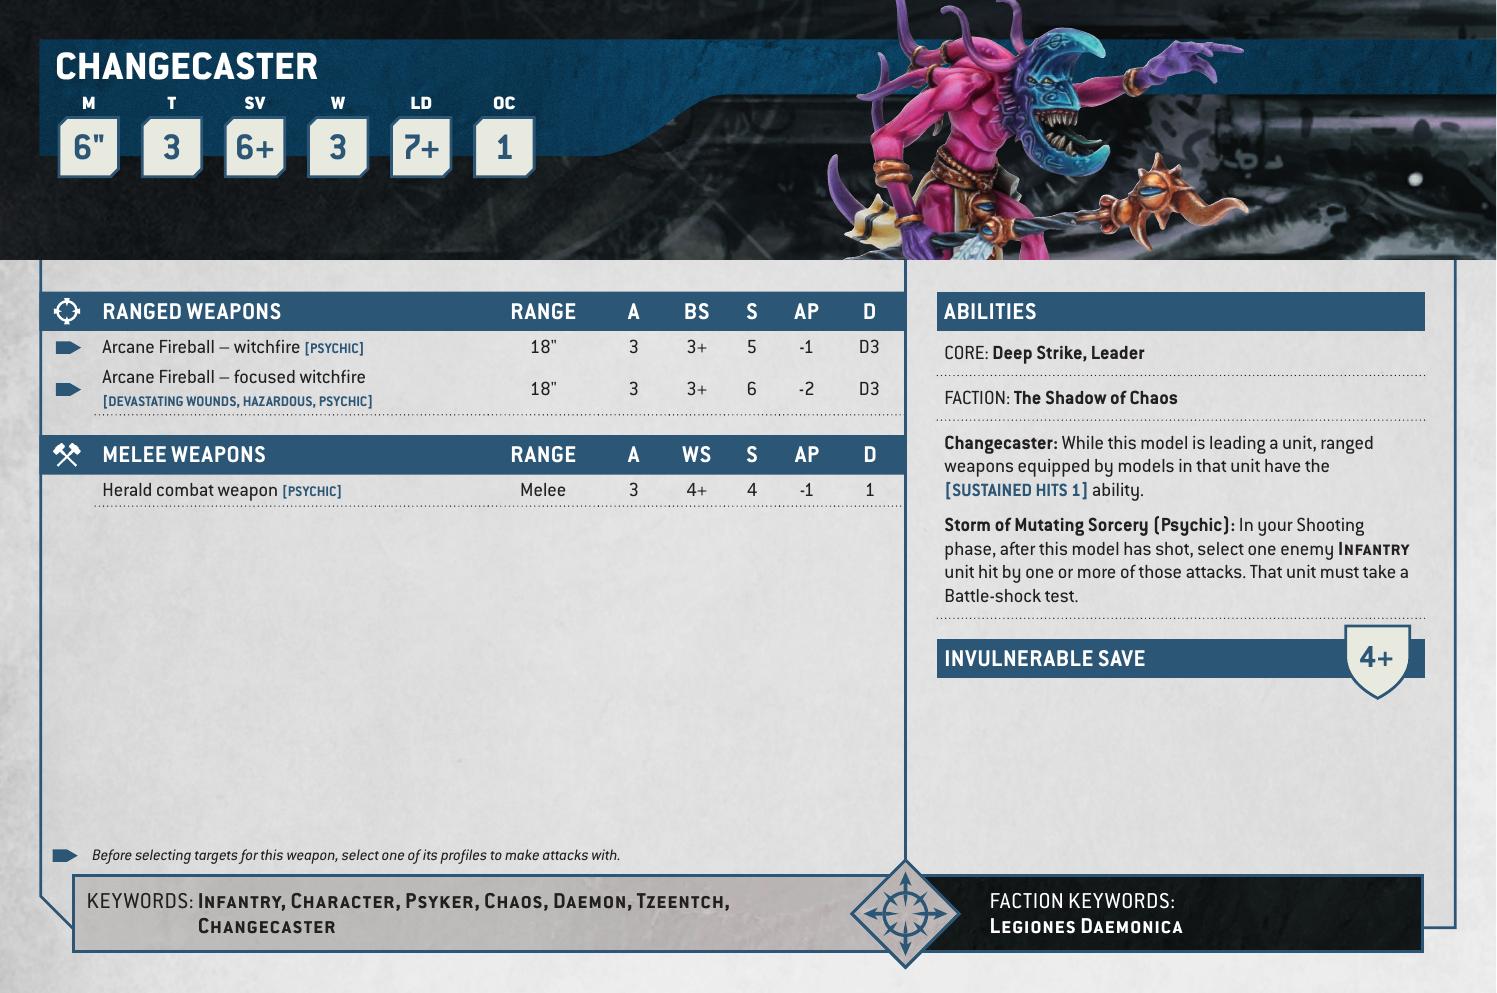 CHANGECASTER
M T SV W LD OC
6" 3 6+ 3 7+ 1
RANGED WEAPONS RANGE A BS S AP D
Arcane Fireball – witchfire [PSYCHIC] 18" 3 3+ 5 -1 D3
Arcane Fireball – focused witchfire
[DEVASTATING WOUNDS, HAZARDOUS, PSYCHIC] 18" 3 3+ 6 -2 D3
MELEE WEAPONS RANGE A WS S AP D
Herald combat weapon [PSYCHIC] Melee 3 4+ 4 -1 1
Before selecting targets for this weapon, select one of its profiles to make attacks with.
ABILITIES
CORE: Deep Strike, Leader
FACTION: The Shadow of Chaos
Changecaster: While this model is leading a unit, ranged
weapons equipped by models in that unit have the
[SUSTAINED HITS 1] ability.
Storm of Mutating Sorcery (Psychic): In your Shooting
phase, after this model has shot, select one enemy INFANTRY
unit hit by one or more of those attacks. That unit must take a
Battle-shock test.
INVULNERABLE SAVE 4+
KEYWORDS: INFANTRY, CHARACTER, PSYKER, CHAOS, DAEMON, TZEENTCH,
CHANGECASTER
FACTION KEYWORDS:
LEGIONES DAEMONICA